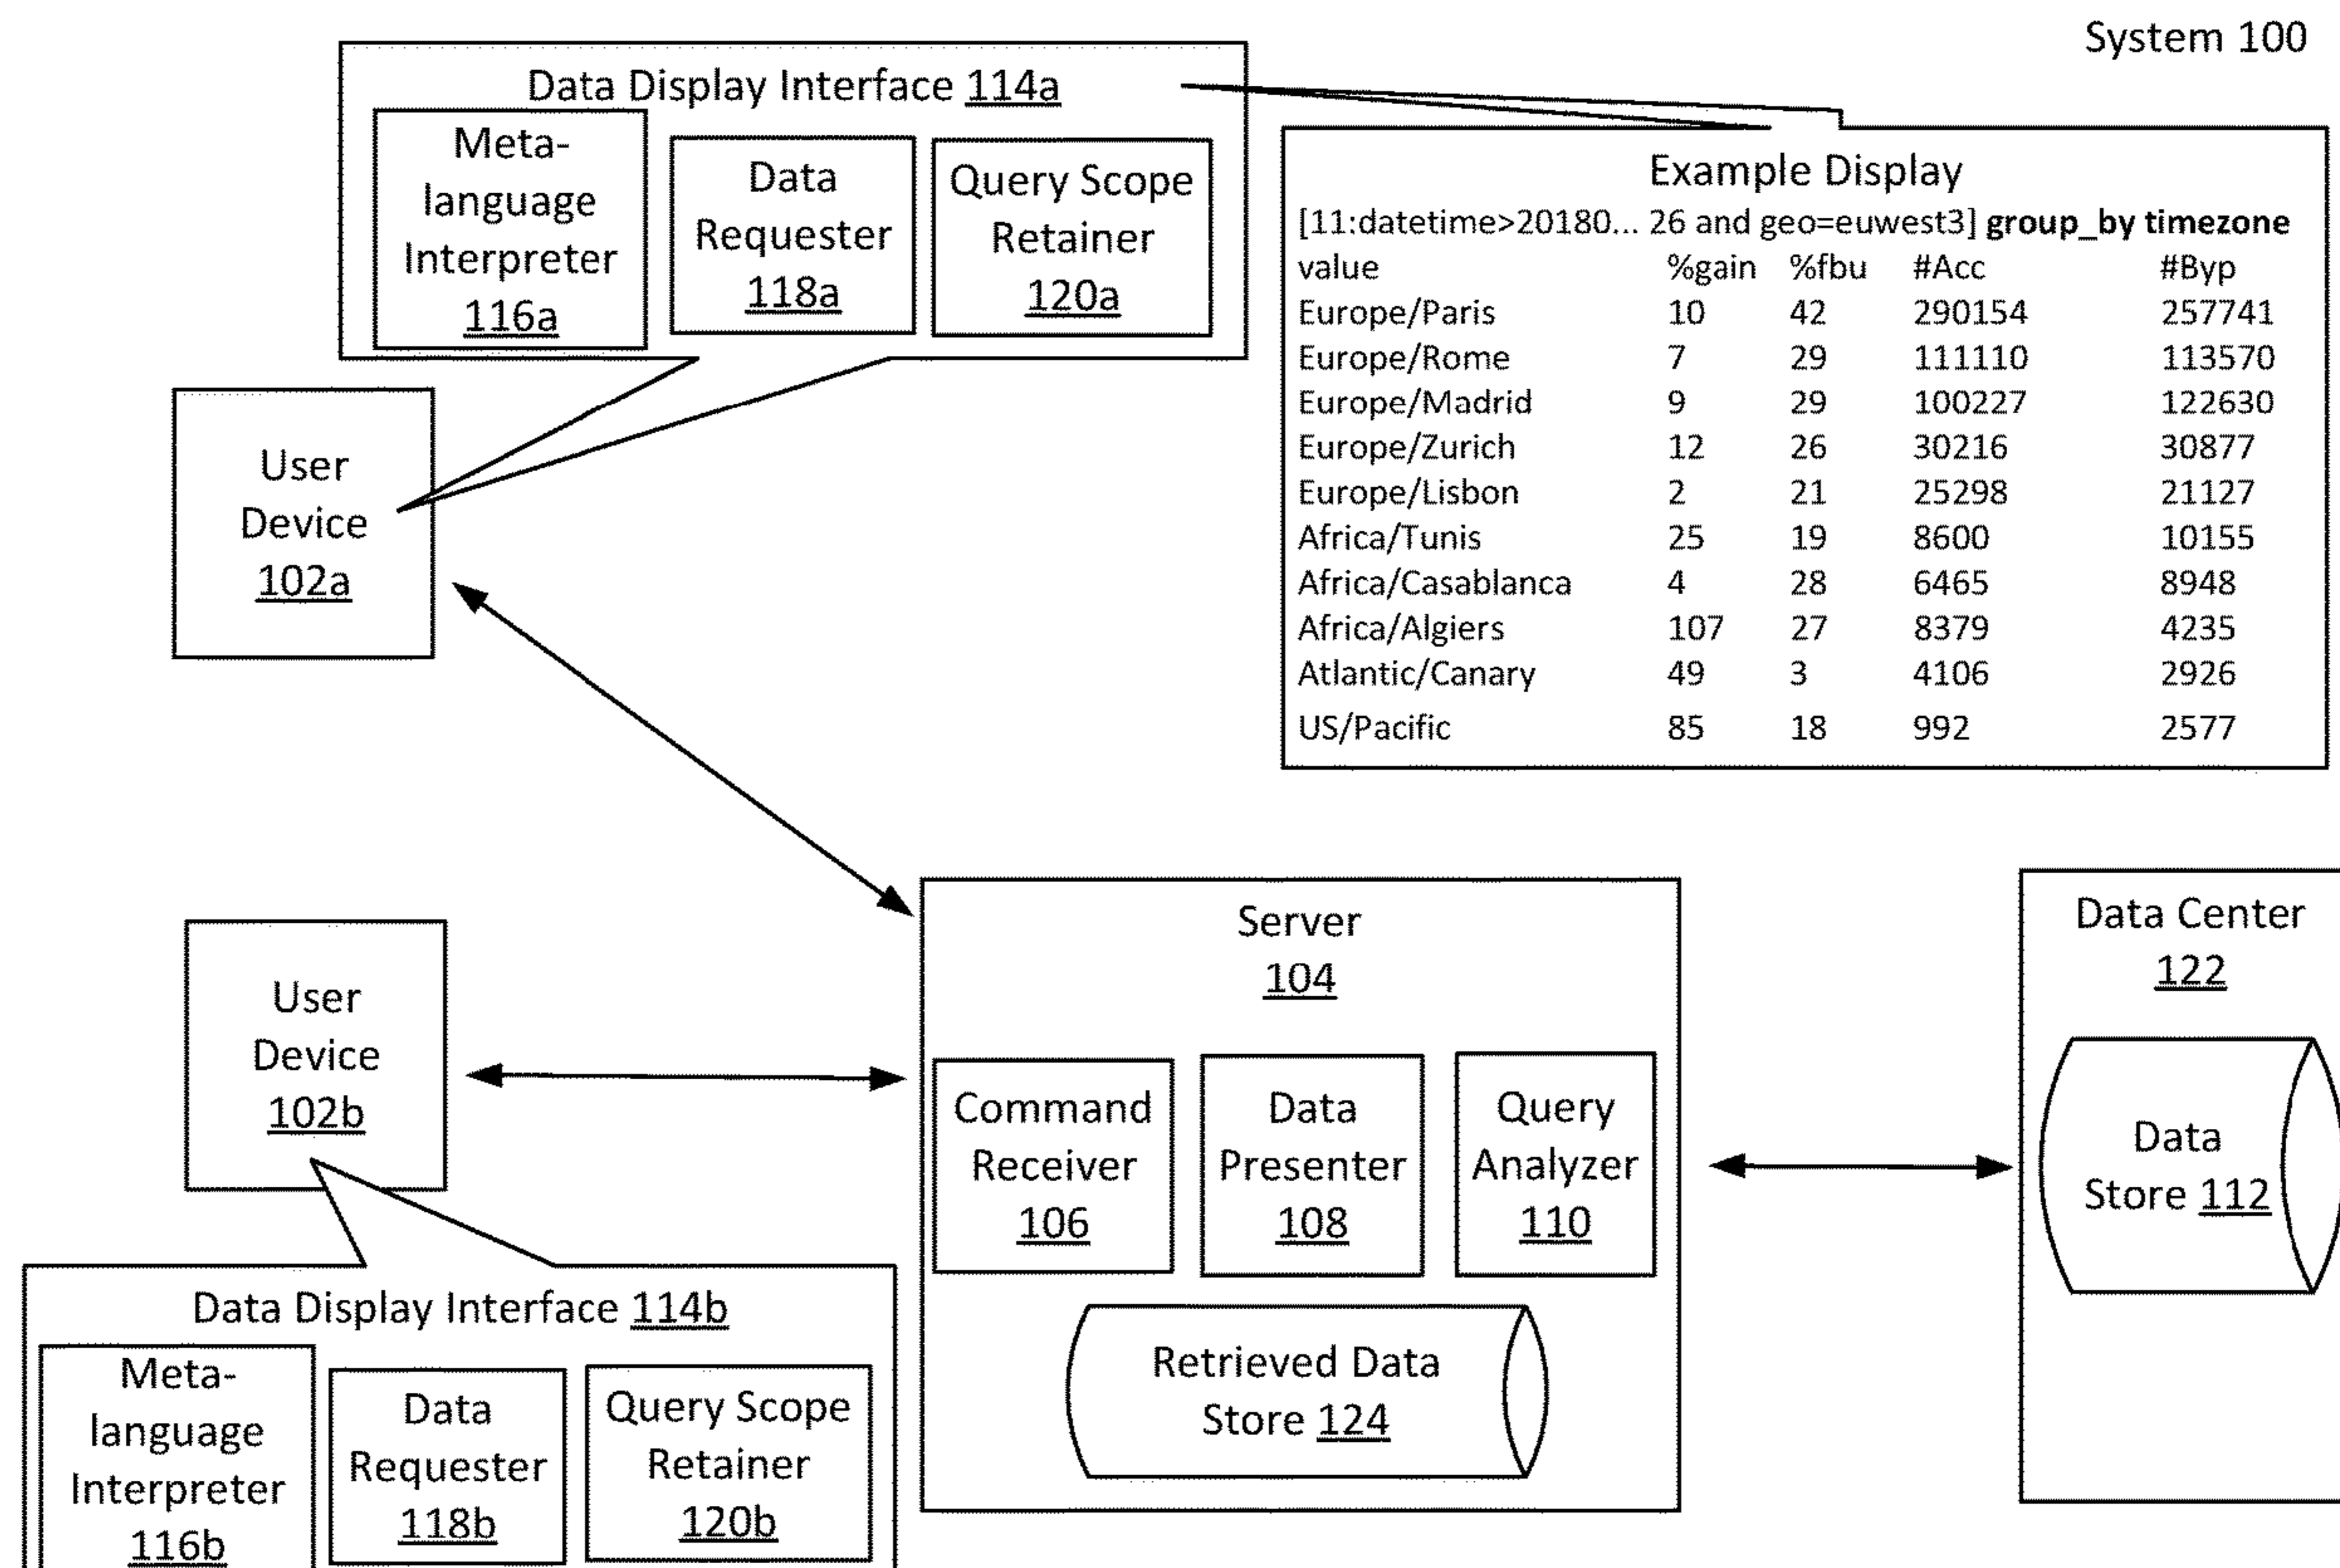 System 100
Data Display Interface 114a
Meta-
language
Interpreter
116a
Data
Requester
118a
Query Scope
Retainer
120a
Example Display
[11:datetime>20180... 26 and geo=euwest3] group_by timezone
value %gain %fbu #Acc #Byp
Europe/Paris 10 42 290154 257741
Europe/Rome 7 29 111110 113570
Europe/Madrid 9 29 100227 122630
Europe/Zurich 12 26 30216 30877
Europe/Lisbon 2 21 25298 21127
Africa/Tunis 25 19 8600 10155
Africa/Casablanca 4 28 6465 8948
Africa/Algiers 107 27 8379 4235
Atlantic/Canary 49 3 4106 2926
US/Pacific 85 18 992 2577
User
Device
102a
Server
104
Command
Receiver
106
Data
Presenter
108
Query
Analyzer
110
Retrieved Data
Store 124
Data Center
122
Data
Store 112
User
Device
102b
Data Display Interface 114b
Meta-
language
Interpreter
116b
Data
Requester
118b
Query Scope
Retainer
120b